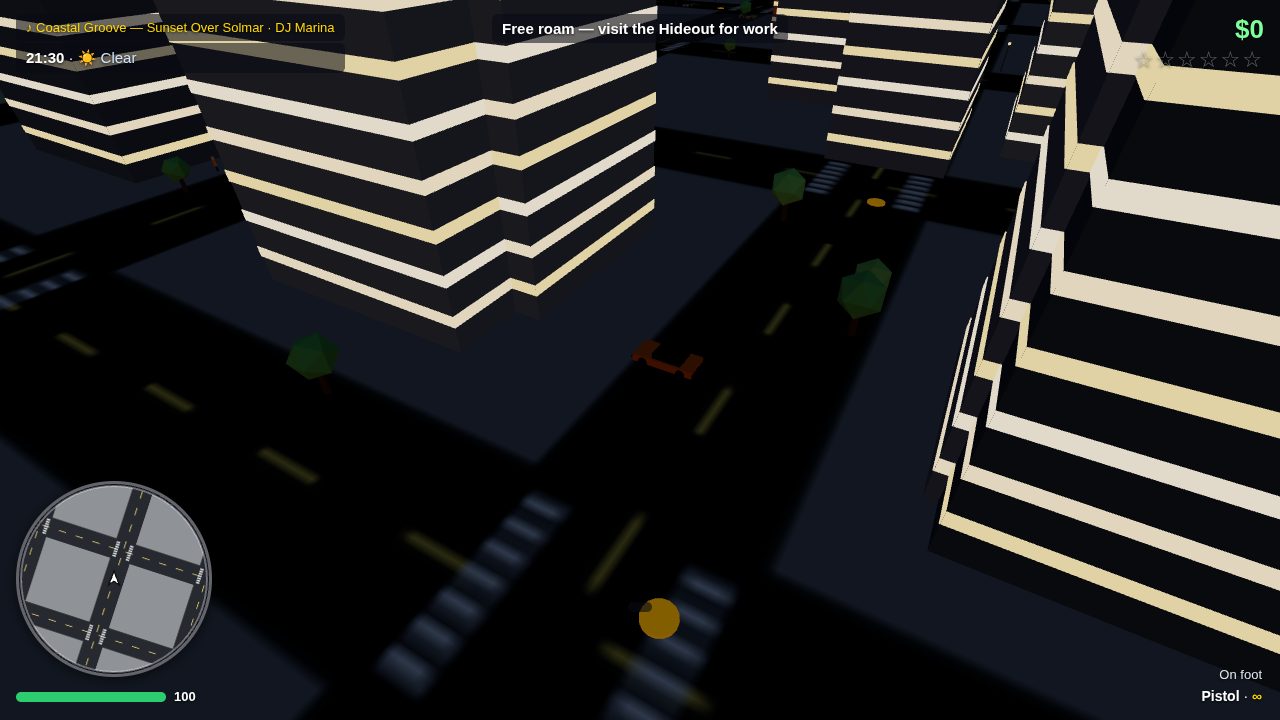 ♪ Coastal Groove — Sunset Over Solmar · DJ Marina
21:30 · ☀️ Clear
Free roam — visit the Hideout for work
$0
☆☆☆☆☆☆
100
On foot
Pistol · ∞